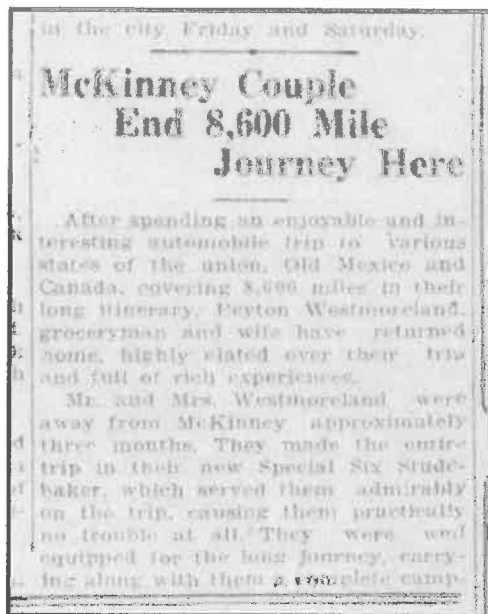 in the city Friday and Saturday.
McKinney Couple
End 8,600 Mile
Journey Here
After spending an enjoyable and in-
teresting automobile trip to various
states of the union, Old Mexico and
Canada, covering 8,600 miles in their
long itinerary, Peyton Westmoreland,
groceryman and wife have returned
home, highly elated over their trip
and full of rich experiences.
Mr. and Mrs. Westmoreland were
away from McKinney approximately
three months. They made the entire
trip in their new Special Six Stude-
baker, which served them admirably
on the trip, causing them practically
no trouble at all. They were well
equipped for the long journey, carry-
ing along with them a complete camp-